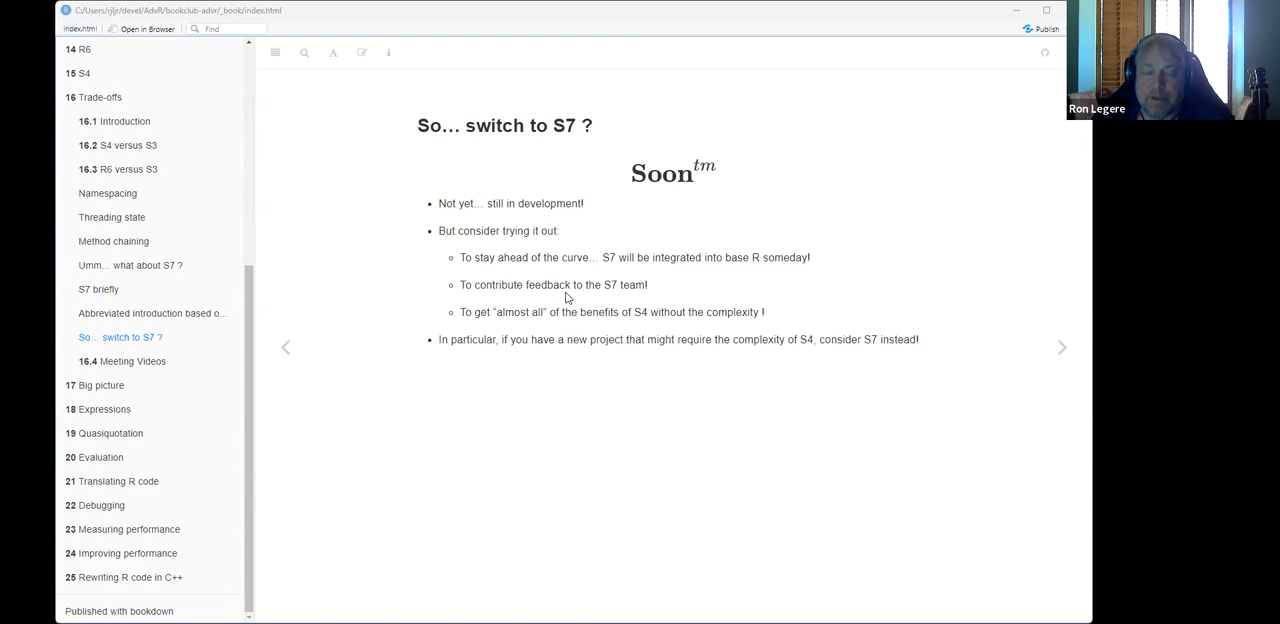 C:/Users/rjljr/devel/AdvR/bookclub-advr/_book/index.html
index.html
Open in Browser
Find
Publish
14 R6
15 S4
16 Trade-offs
16.1 Introduction
16.2 S4 versus S3
16.3 R6 versus S3
Namespacing
Threading state
Method chaining
Umm... what about S7 ?
S7 briefly
Abbreviated introduction based o...
So... switch to S7 ?
16.4 Meeting Videos
17 Big picture
18 Expressions
19 Quasiquotation
20 Evaluation
21 Translating R code
22 Debugging
23 Measuring performance
24 Improving performance
25 Rewriting R code in C++
Published with bookdown
So... switch to S7 ?
Soon tm
Not yet... still in development!
But consider trying it out:
To stay ahead of the curve... S7 will be integrated into base R someday!
To contribute feedback to the S7 team!
To get “almost all” of the benefits of S4 without the complexity !
In particular, if you have a new project that might require the complexity of S4, consider S7 instead!
Ron Legere